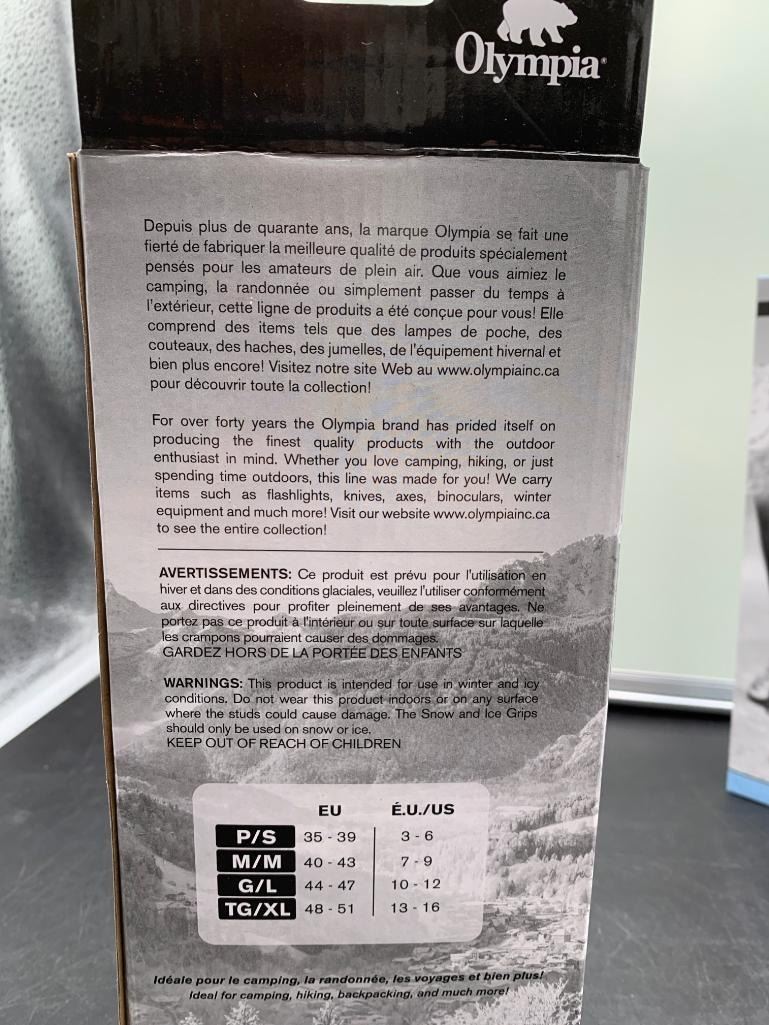 Olympia®
Depuis plus de quarante ans, la marque Olympia se fait une
fierté de fabriquer la meilleure qualité de produits spécialement
pensés pour les amateurs de plein air. Que vous aimiez le
camping, la randonnée ou simplement passer du temps à
l'extérieur, cette ligne de produits a été conçue pour vous! Elle
comprend des items tels que des lampes de poche, des
couteaux, des haches, des jumelles, de l'équipement hivernal et
bien plus encore! Visitez notre site Web au www.olympiainc.ca
pour découvrir toute la collection!
For over forty years the Olympia brand has prided itself on
producing the finest quality products with the outdoor
enthusiast in mind. Whether you love camping, hiking, or just
spending time outdoors, this line was made for you! We carry
items such as flashlights, knives, axes, binoculars, winter
equipment and much more! Visit our website www.olympiainc.ca
to see the entire collection!
AVERTISSEMENTS: Ce produit est prévu pour l'utilisation en
hiver et dans des conditions glaciales, veuillez l'utiliser conformément
aux directives pour profiter pleinement de ses avantages. Ne
portez pas ce produit à l'intérieur ou sur toute surface sur laquelle
les crampons pourraient causer des dommages.
GARDEZ HORS DE LA PORTÉE DES ENFANTS
WARNINGS: This product is intended for use in winter and icy
conditions. Do not wear this product indoors or on any surface
where the studs could cause damage. The Snow and Ice Grips
should only be used on snow or ice.
KEEP OUT OF REACH OF CHILDREN
EU É.U./US
P/S 35 - 39 3 - 6
M/M 40 - 43 7 - 9
G/L 44 - 47 10 - 12
TG/XL 48 - 51 13 - 16
Idéale pour le camping, la randonnée, les voyages et bien plus!
Ideal for camping, hiking, backpacking, and much more!